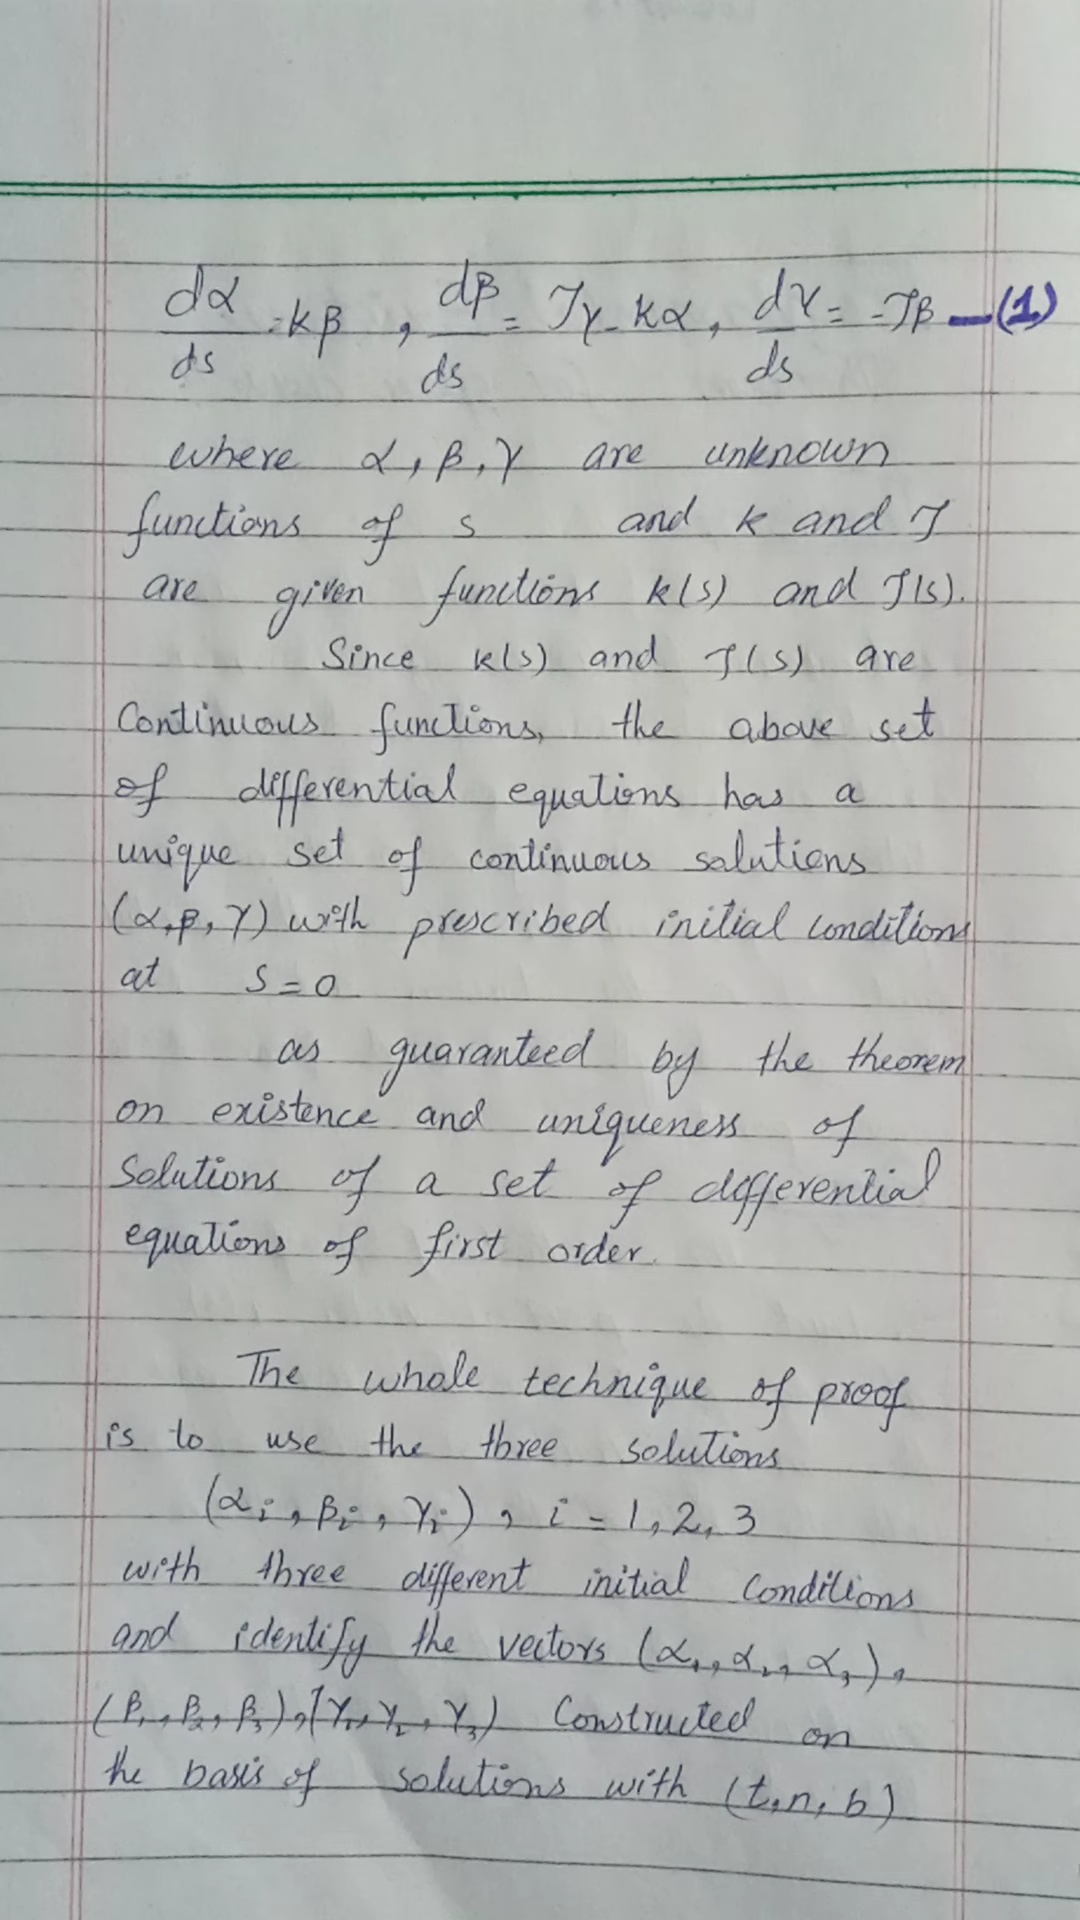 dα/ds = kβ , dβ/ds = τγ - kα, dγ/ds = -τβ —(1)
where α, β, γ are unknown
functions of s and k and τ
are given functions k(s) and τ(s).
Since k(s) and τ(s) are
Continuous functions, the above set
of differential equations has a
unique set of continuous solutions
(α, β, γ) with prescribed initial conditions
at s = 0
as guaranteed by the theorem
on existence and uniqueness of
Solutions of a set of differential
equations of first order.
The whole technique of proof
is to use the three solutions
(αi, βi, γi), i = 1, 2, 3
with three different initial Conditions
and identify the vectors (α1, α2, α3),
(β1, β2, β3), (γ1, γ2, γ3) Constructed on
the basis of solutions with (t, n, b)